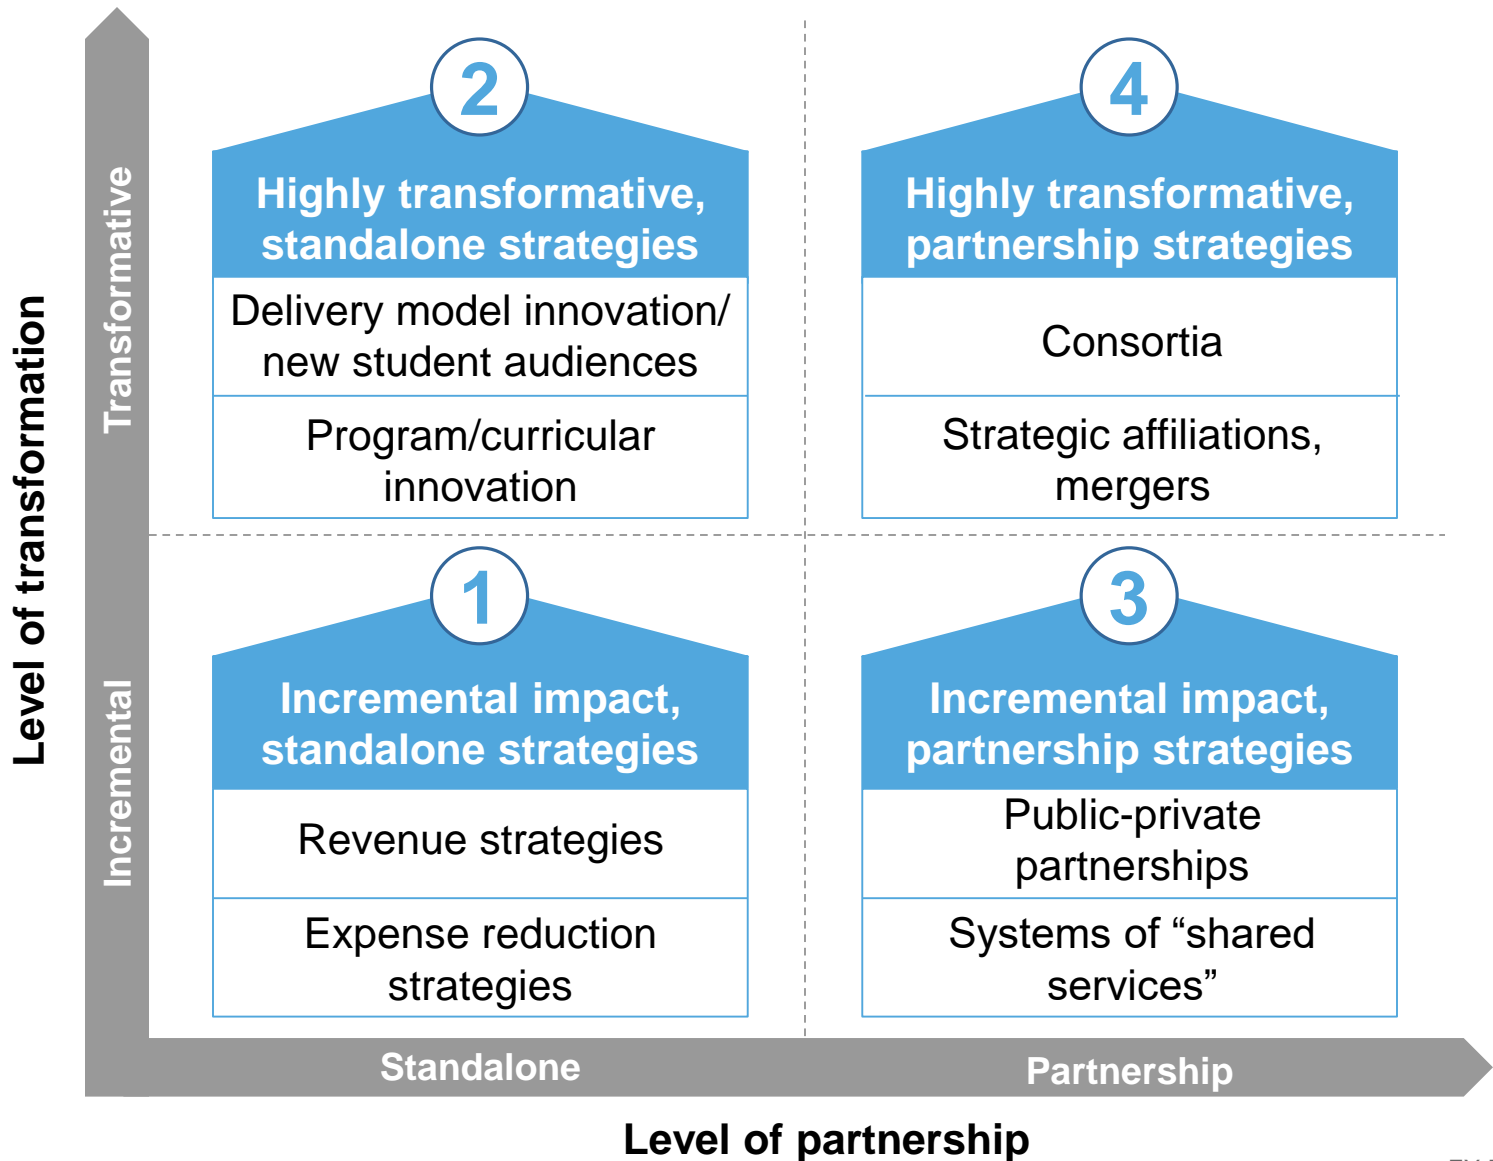 Level of transformation
Transformative
Incremental
2
Highly transformative,
standalone strategies
Delivery model innovation/
new student audiences
Program/curricular
innovation
4
Highly transformative,
partnership strategies
Consortia
Strategic affiliations,
mergers
1
Incremental impact,
standalone strategies
Revenue strategies
Expense reduction
strategies
3
Incremental impact,
partnership strategies
Public-private
partnerships
Systems of “shared
services”
Standalone
Partnership
Level of partnership